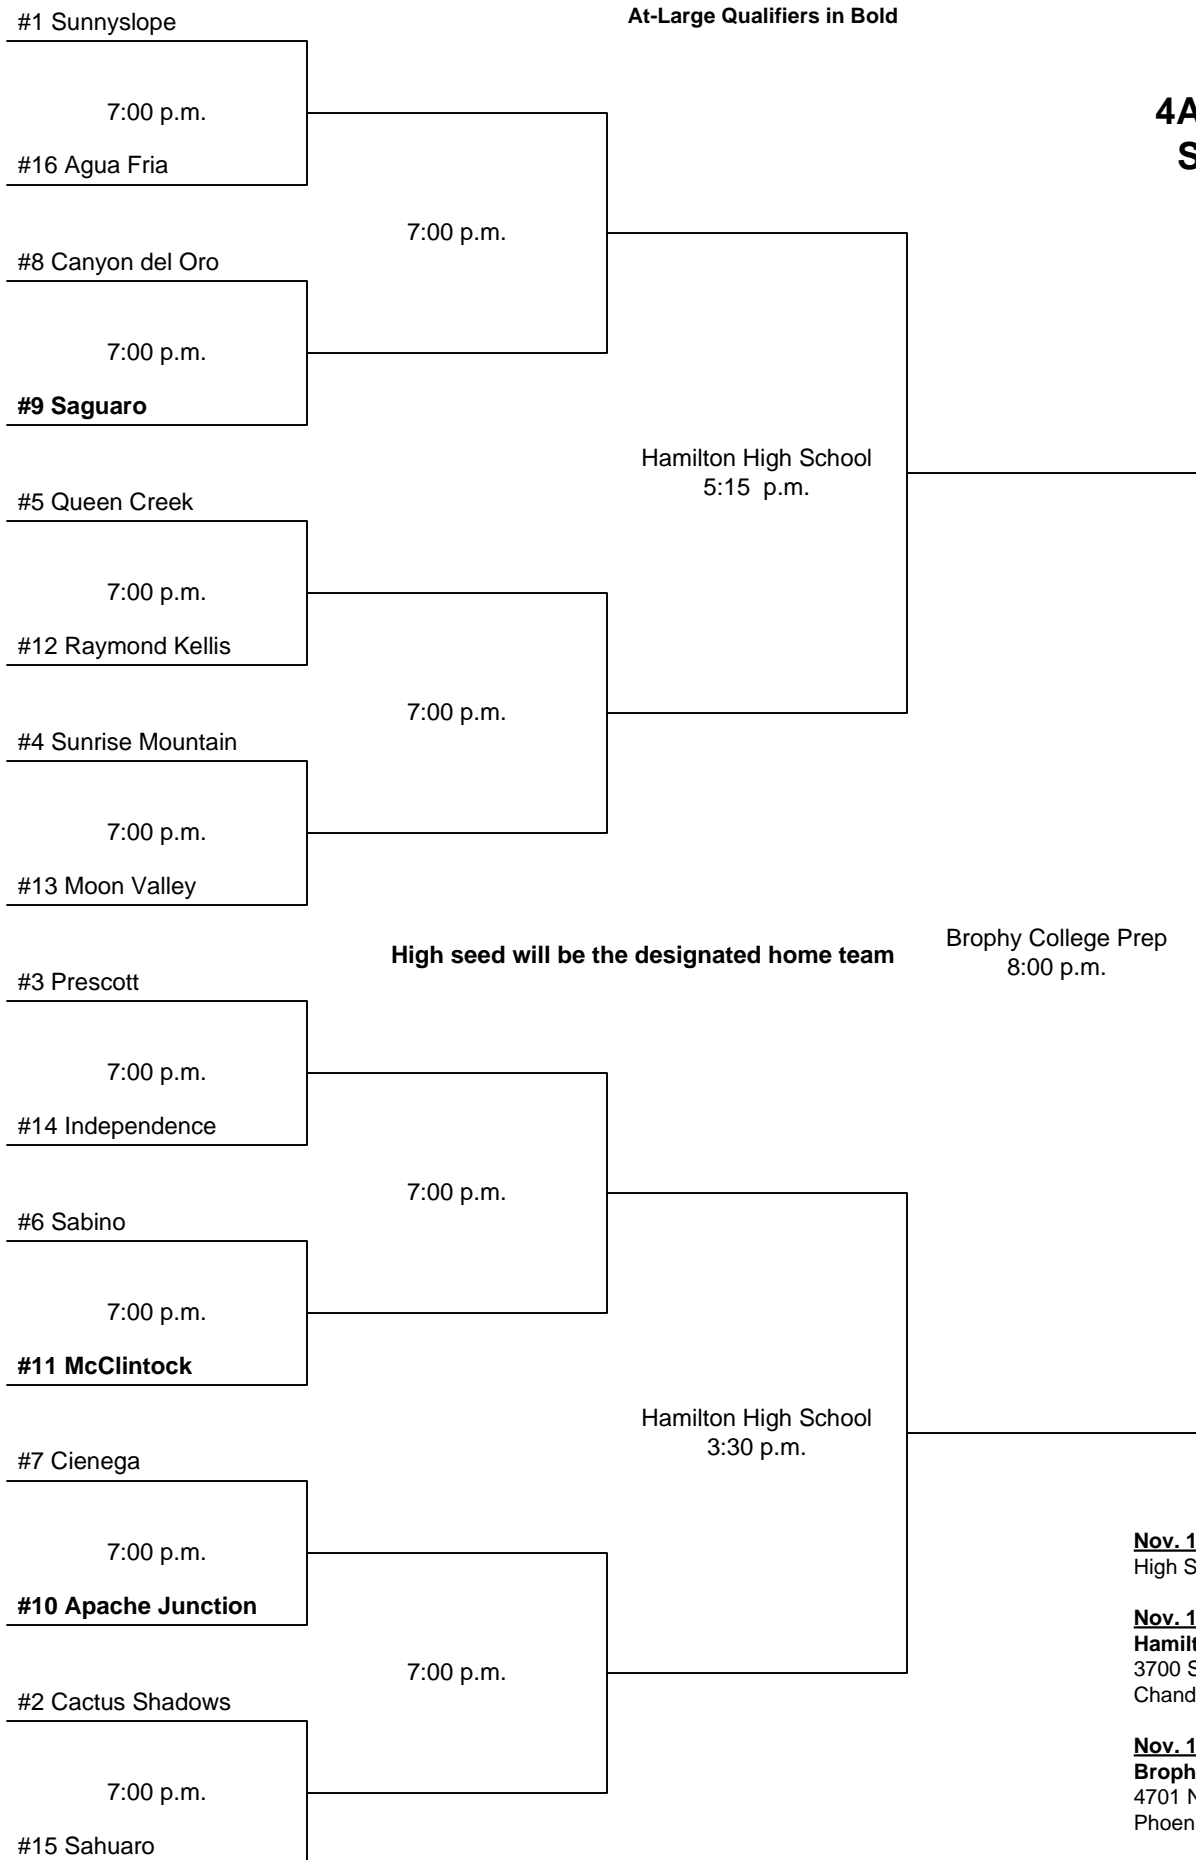 #1 Sunnyslope
At-Large Qualifiers in Bold
7:00 p.m.
4A
S
#16 Agua Fria
7:00 p.m.
#8 Canyon del Oro
7:00 p.m.
#9 Saguaro
Hamilton High School
5:15 p.m.
#5 Queen Creek
7:00 p.m.
#12 Raymond Kellis
7:00 p.m.
#4 Sunrise Mountain
7:00 p.m.
#13 Moon Valley
High seed will be the designated home team
Brophy College Prep
8:00 p.m.
#3 Prescott
7:00 p.m.
#14 Independence
7:00 p.m.
#6 Sabino
7:00 p.m.
#11 McClintock
Hamilton High School
3:30 p.m.
#7 Cienega
7:00 p.m.
#10 Apache Junction
7:00 p.m.
#2 Cactus Shadows
7:00 p.m.
#15 Sahuaro
Nov. 1
High S
Nov. 1
Hamilt
3700 S
Chand
Nov. 1
Broph
4701 N
Phoen